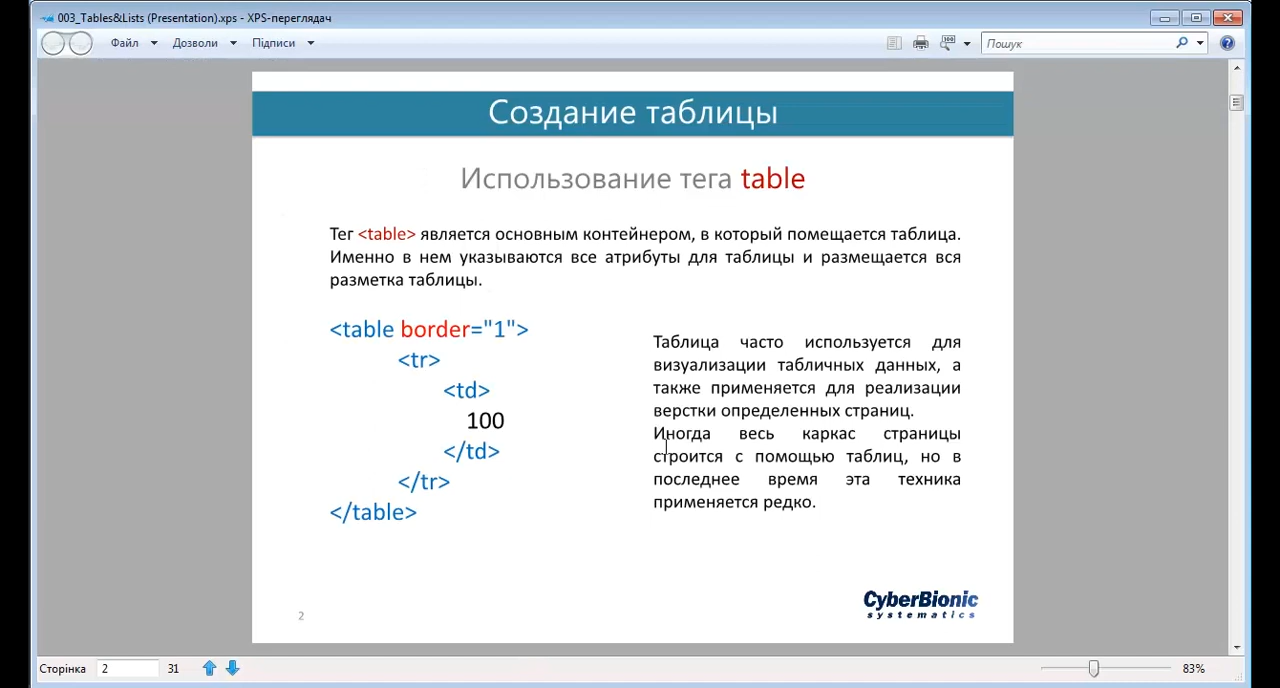 003_Tables&Lists (Presentation).xps - XPS-переглядач
Файл Дозволи Підписи Пошук
Создание таблицы
Использование тега table
Тег <table> является основным контейнером, в который помещается таблица.
Именно в нем указываются все атрибуты для таблицы и размещается вся
разметка таблицы.
<table border="1">
<tr>
<td>
100
</td>
</tr>
</table>
Таблица часто используется для
визуализации табличных данных, а
также применяется для реализации
верстки определенных страниц.
Иногда весь каркас страницы
строится с помощью таблиц, но в
последнее время эта техника
применяется редко.
CyberBionic
systematics
2
Сторінка 2 31 83%